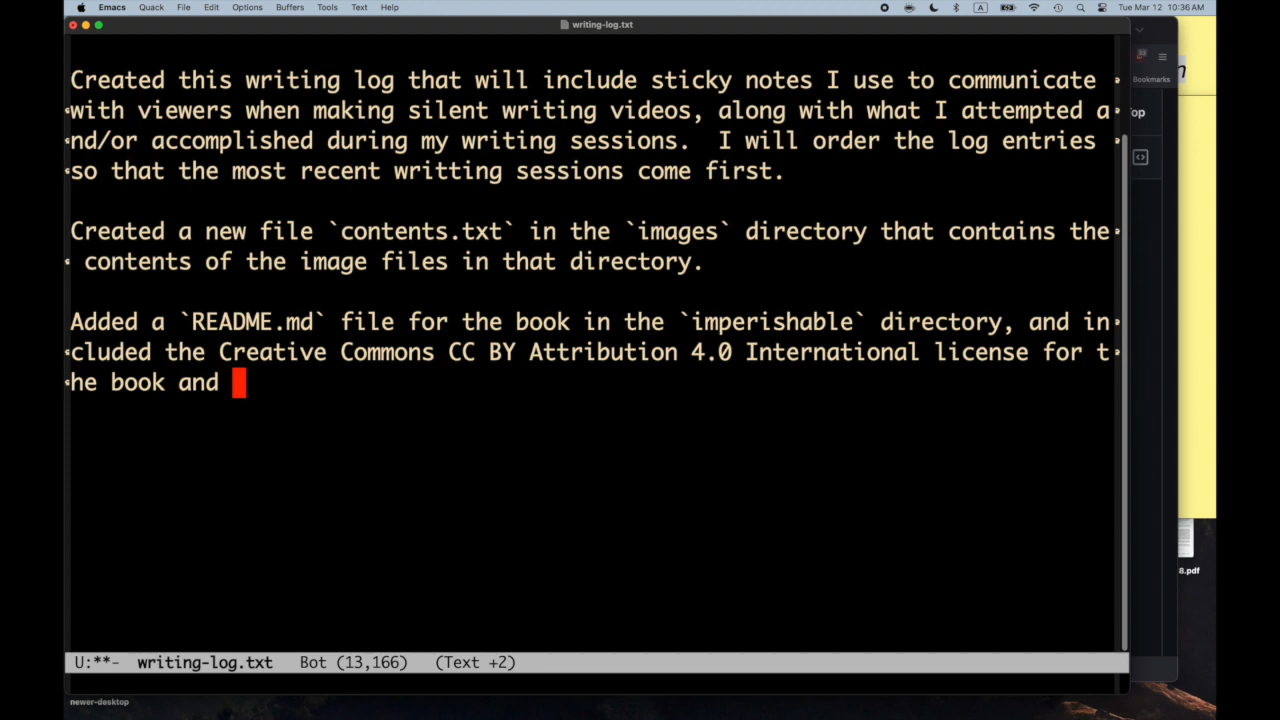 Emacs Quack File Edit Options Buffers Tools Text Help A Tue Mar 12 10:36 AM
writing-log.txt
Bookmarks
Created this writing log that will include sticky notes I use to communicate
with viewers when making silent writing videos, along with what I attempted a
nd/or accomplished during my writing sessions.  I will order the log entries
so that the most recent writting sessions come first.
Created a new file `contents.txt` in the `images` directory that contains the
contents of the image files in that directory.
Added a `README.md` file for the book in the `imperishable` directory, and in
cluded the Creative Commons CC BY Attribution 4.0 International license for t
he book and
8.pdf
U:**-  writing-log.txt   Bot (13,166)   (Text +2)
newer-desktop